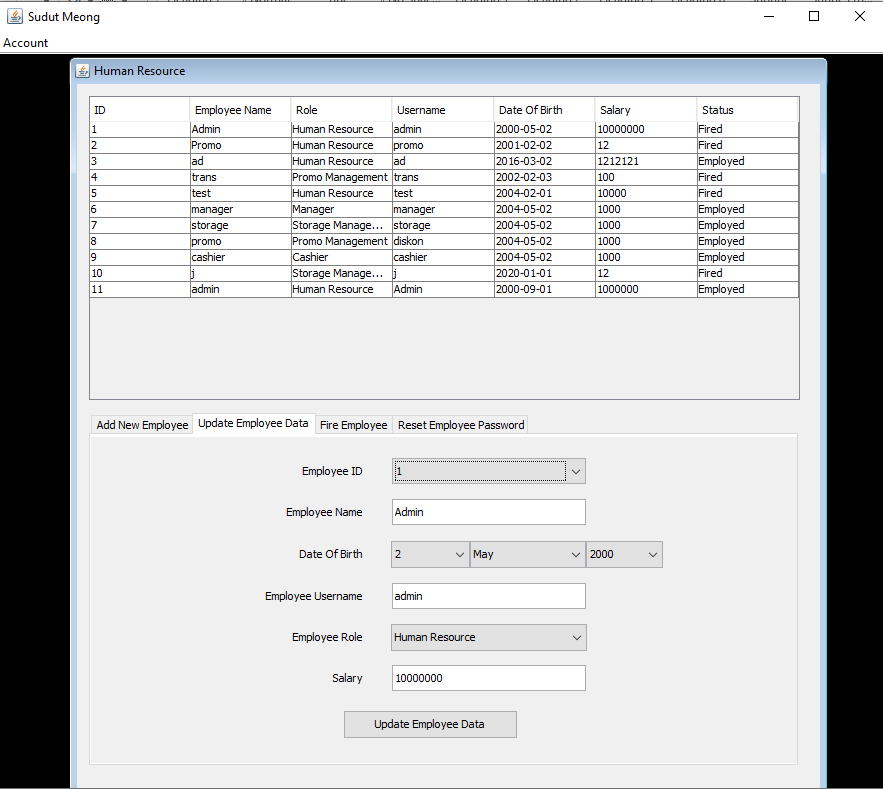 Sudut Meong
Account
Human Resource
ID Employee Name Role Username Date Of Birth Salary Status
1 Admin Human Resource admin 2000-05-02 10000000 Fired
2 Promo Human Resource promo 2001-02-02 12 Fired
3 ad Human Resource ad 2016-03-02 1212121 Employed
4 trans Promo Management trans 2002-02-03 100 Fired
5 test Human Resource test 2004-02-01 10000 Fired
6 manager Manager manager 2004-05-02 1000 Employed
7 storage Storage Manage... storage 2004-05-02 1000 Employed
8 promo Promo Management diskon 2004-05-02 1000 Employed
9 cashier Cashier cashier 2004-05-02 1000 Employed
10 j Storage Manage... j 2020-01-01 12 Fired
11 admin Human Resource Admin 2000-09-01 1000000 Employed
Add New Employee Update Employee Data Fire Employee Reset Employee Password
Employee ID 1
Employee Name Admin
Date Of Birth 2 May 2000
Employee Username admin
Employee Role Human Resource
Salary 10000000
Update Employee Data